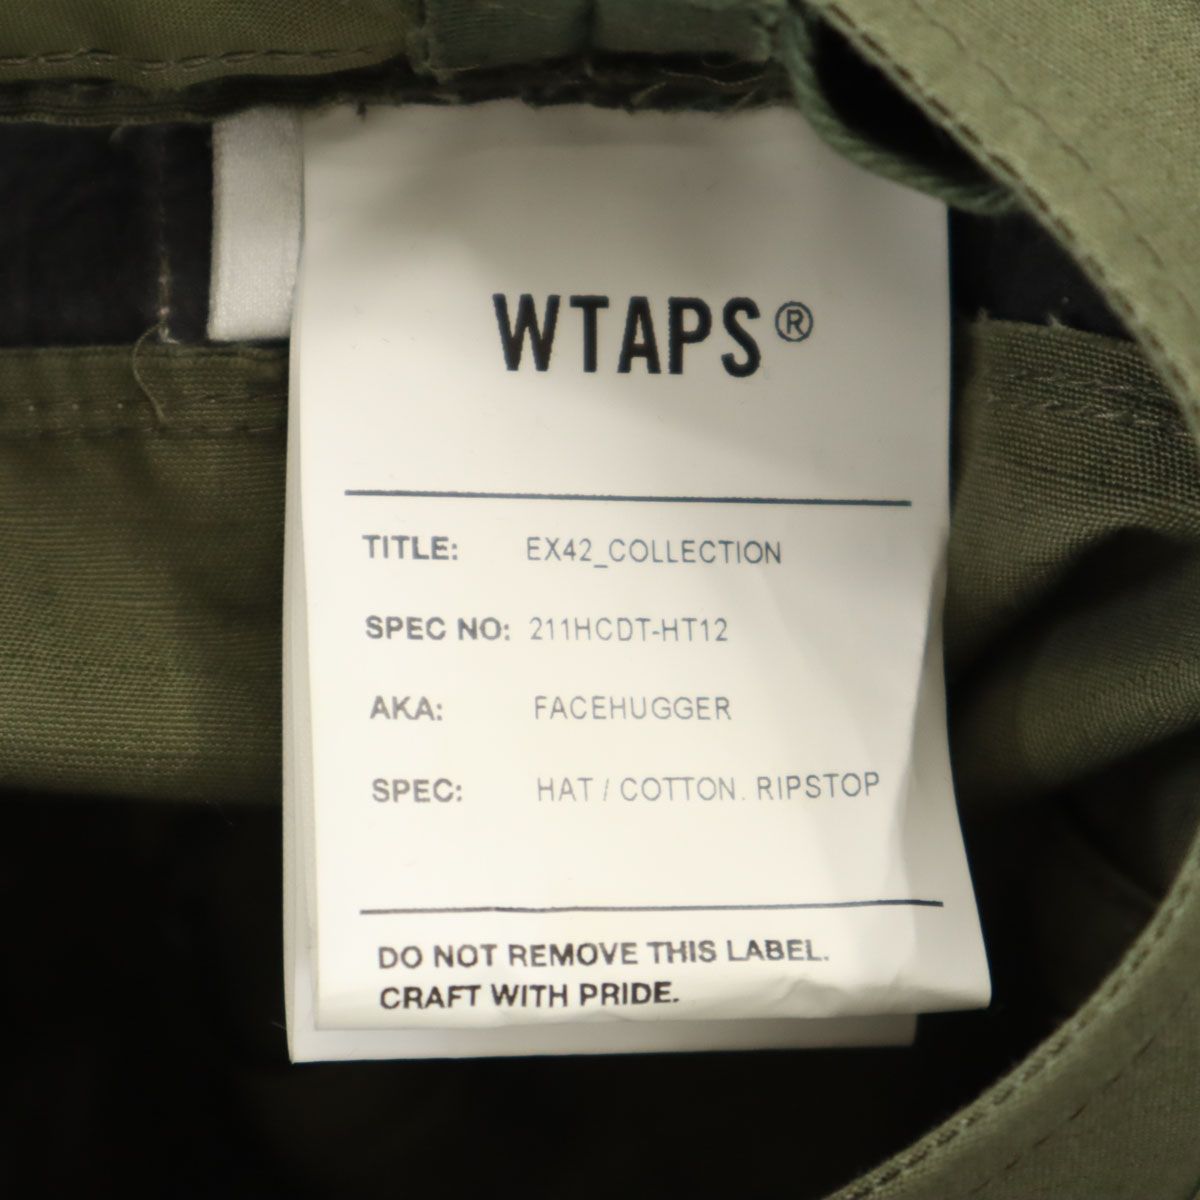 WTAPS®
TITLE: EX42_COLLECTION
SPEC NO: 211HCDT-HT12
AKA: FACEHUGGER
SPEC: HAT / COTTON. RIPSTOP
DO NOT REMOVE THIS LABEL.
CRAFT WITH PRIDE.